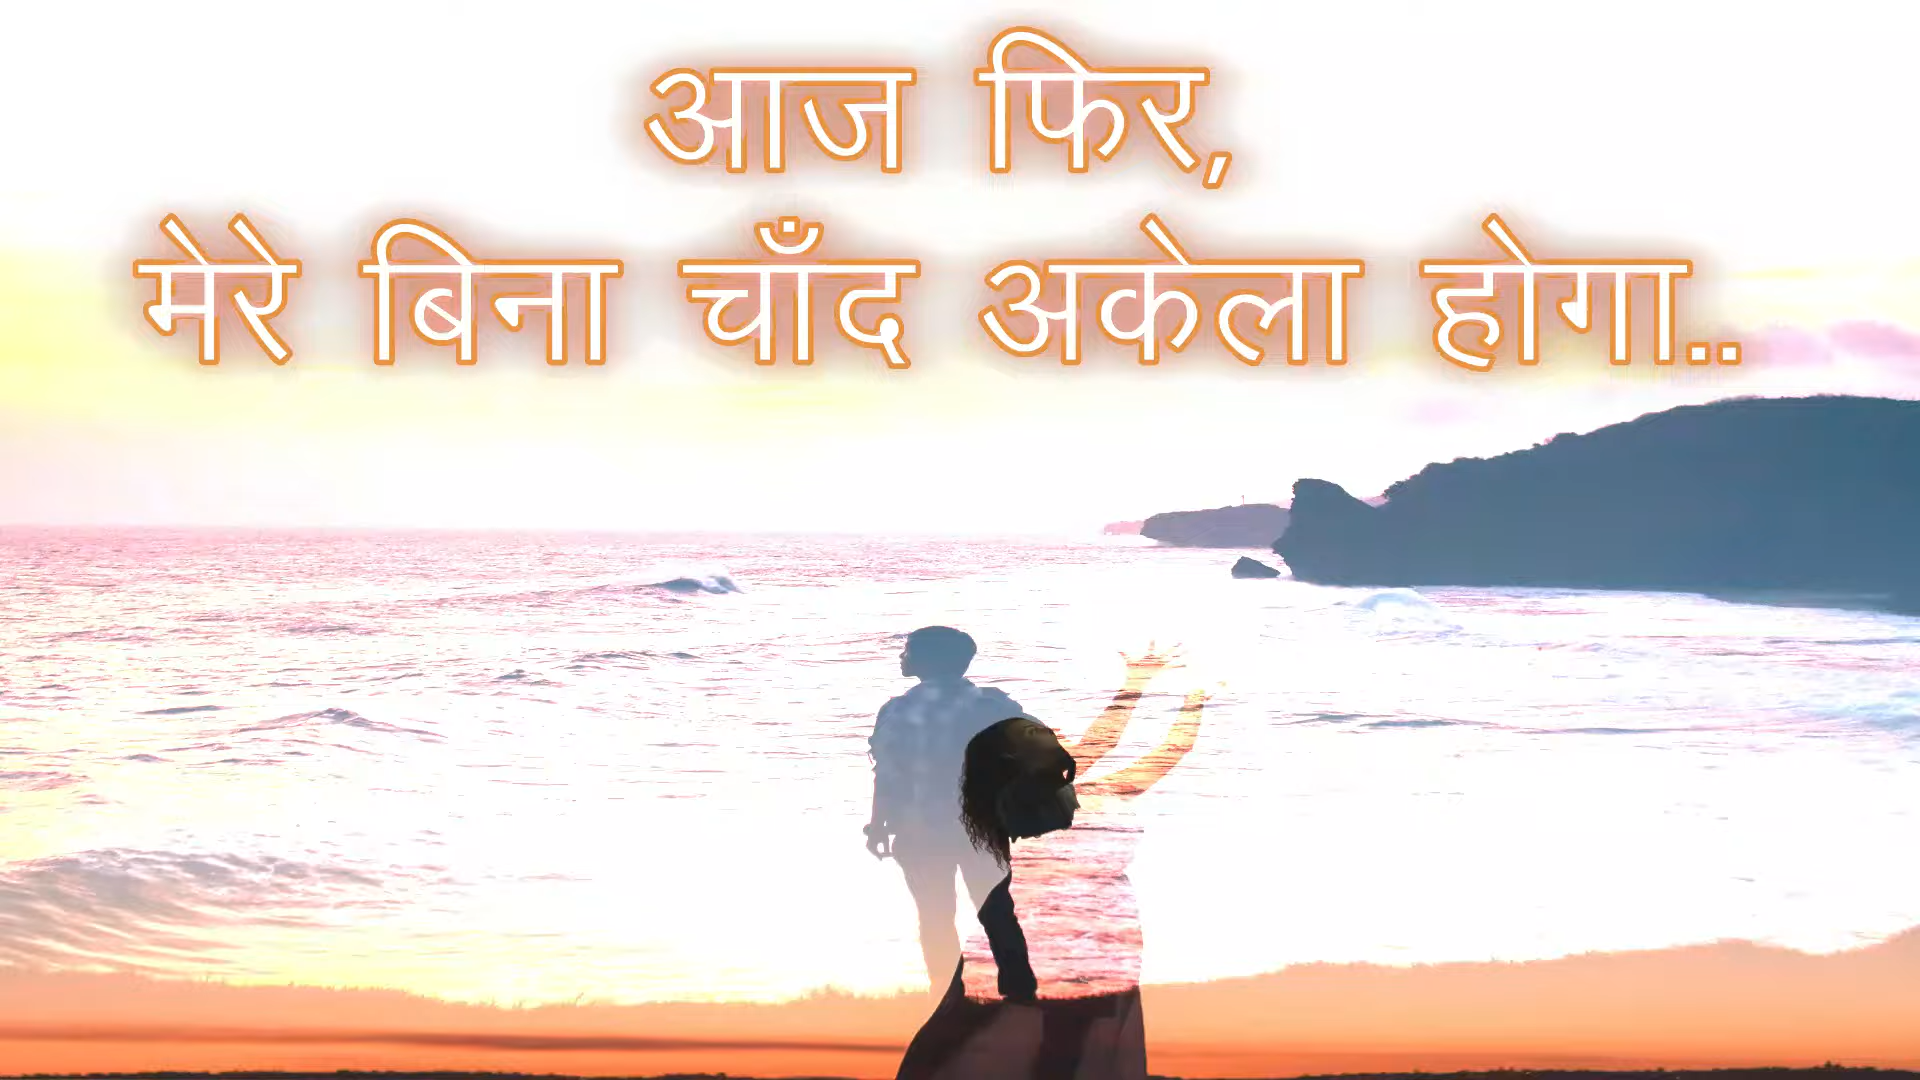 आज फिर,
मेरे बिना चाँद अकेला होगा..